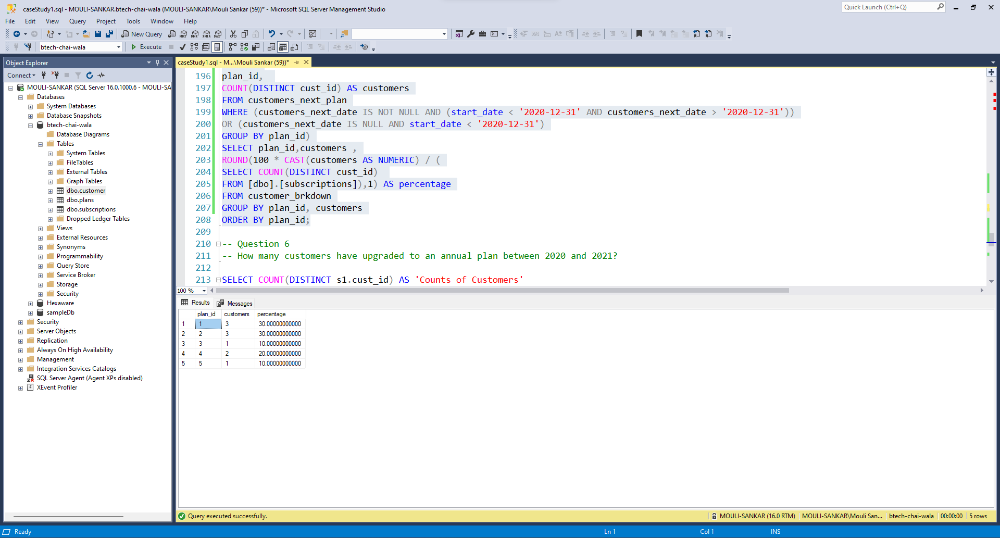 caseStudy1.sql - MOULI-SANKAR.btech-chai-wala (MOULI-SANKAR\Mouli Sankar (59))* - Microsoft SQL Server Management Studio
Quick Launch (Ctrl+Q)
File Edit View Query Project Tools Window Help
New Query
MDX DMX XMLA DAX
btech-chai-wala
Execute
Object Explorer
Connect
MOULI-SANKAR (SQL Server 16.0.1000.6 - MOULI-SA
Databases
System Databases
Database Snapshots
btech-chai-wala
Database Diagrams
Tables
System Tables
FileTables
External Tables
Graph Tables
dbo.customer
dbo.plans
dbo.subscriptions
Dropped Ledger Tables
Views
External Resources
Synonyms
Programmability
Query Store
Service Broker
Storage
Security
Hexaware
sampleDb
Security
Server Objects
Replication
Always On High Availability
Management
Integration Services Catalogs
SQL Server Agent (Agent XPs disabled)
XEvent Profiler
caseStudy1.sql - M...\Mouli Sankar (59))*
196 plan_id,
197 COUNT(DISTINCT cust_id) AS customers
198 FROM customers_next_plan
199 WHERE (customers_next_date IS NOT NULL AND (start_date < '2020-12-31' AND customers_next_date > '2020-12-31'))
200 OR (customers_next_date IS NULL AND start_date < '2020-12-31')
201 GROUP BY plan_id)
202 SELECT plan_id,customers ,
203 ROUND(100 * CAST(customers AS NUMERIC) / (
204 SELECT COUNT(DISTINCT cust_id)
205 FROM [dbo].[subscriptions]),1) AS percentage
206 FROM customer_brkdown
207 GROUP BY plan_id, customers
208 ORDER BY plan_id;
209
210 -- Question 6
211 -- How many customers have upgraded to an annual plan between 2020 and 2021?
212
213 SELECT COUNT(DISTINCT s1.cust_id) AS 'Counts of Customers'
100 %
Results Messages
plan_id customers percentage
1 1 3 30.00000000000
2 2 3 30.00000000000
3 3 1 10.00000000000
4 4 2 20.00000000000
5 5 1 10.00000000000
Query executed successfully.
MOULI-SANKAR (16.0 RTM) MOULI-SANKAR\Mouli San... btech-chai-wala 00:00:00 5 rows
Ready Ln 1 Col 1 INS